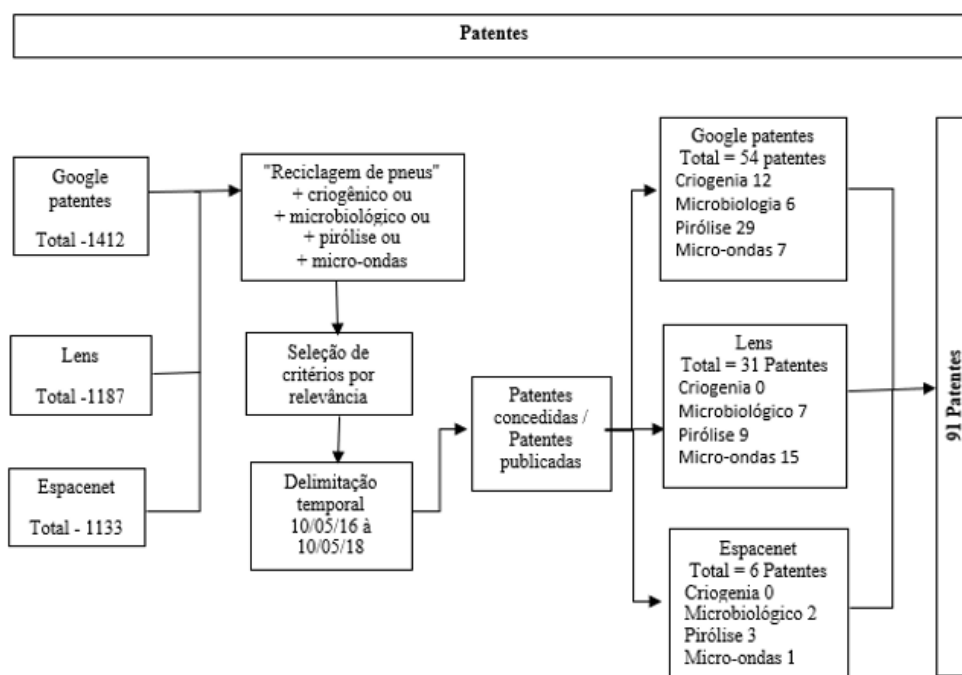 Patentes
Google
patentes
Total -1412
Lens
Total -1187
Espacenet
Total - 1133
"Reciclagem de pneus"
+ criogênico ou
+ microbiológico ou
+ pirólise ou
+ micro-ondas
Seleção de
critérios por
relevância
Delimitação
temporal
10/05/16 à
10/05/18
Patentes
concedidas /
Patentes
publicadas
Google patentes
Total = 54 patentes
Criogenia 12
Microbiologia 6
Pirólise 29
Micro-ondas 7
Lens
Total = 31 Patentes
Criogenia 0
Microbiológico 7
Pirólise 9
Micro-ondas 15
Espacenet
Total = 6 Patentes
Criogenia 0
Microbiológico 2
Pirólise 3
Micro-ondas 1
91 Patentes